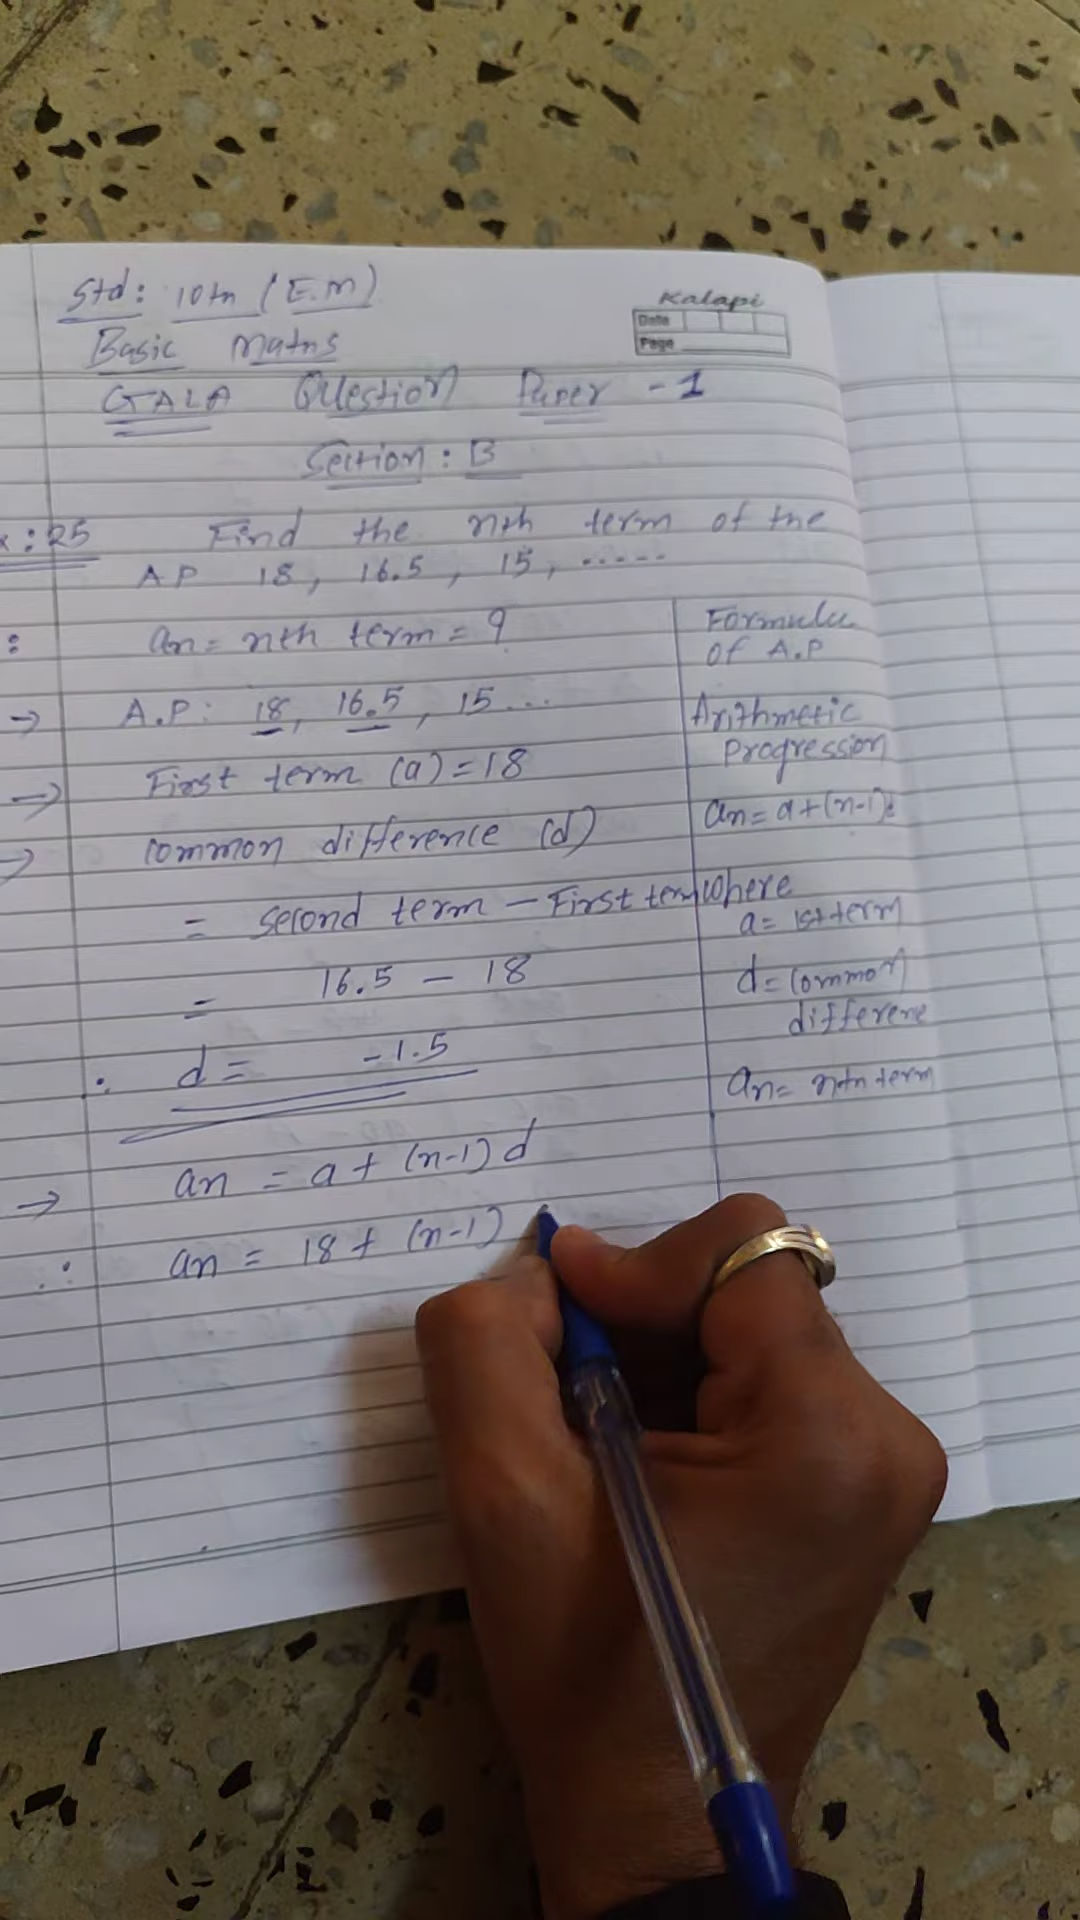 Std: 10th (E.M)
Kalapi
Date
Page
Basic Maths
GALA Question Paper - 1
Section: B
x: 25 Find the nth term of the
A P 18, 16.5, 15, ......
: an = nth term = ?
Formula
of A.P
→ A.P: 18, 16.5, 15...
Arithmetic
Progression
→ First term (a) = 18
an = a + (n-1)d
→ common difference (d)
= second term - First term
where
a = 1st term
= 16.5 - 18
d = common
differene
∴ d = -1.5
an = nth term
→ an = a + (n-1) d
∴ an = 18 + (n-1)